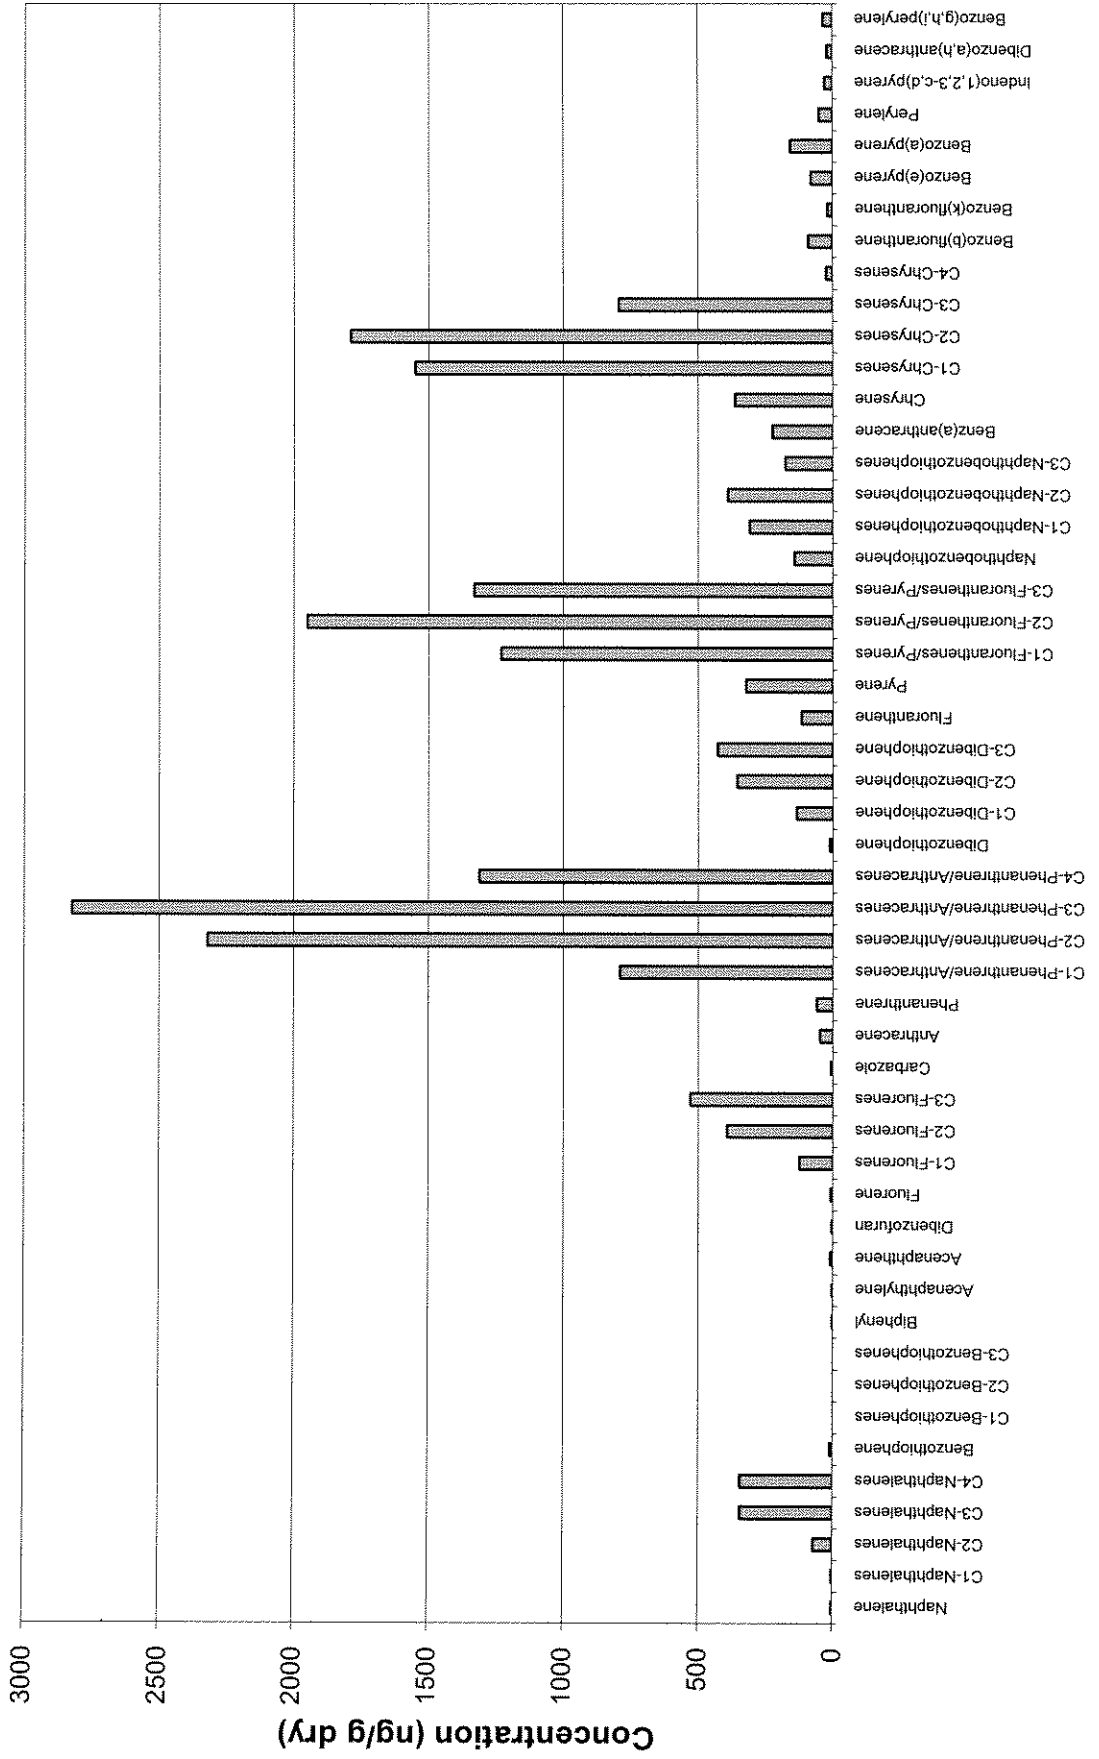 Concentration (ng/g dry)
3000
2500
2000
1500
1000
500
0
Naphthalene
C1-Naphthalenes
C2-Naphthalenes
C3-Naphthalenes
C4-Naphthalenes
Benzothiophene
C1-Benzothiophenes
C2-Benzothiophenes
C3-Benzothiophenes
Biphenyl
Acenaphthylene
Acenaphthene
Dibenzofuran
Fluorene
C1-Fluorenes
C2-Fluorenes
C3-Fluorenes
Carbazole
Anthracene
Phenanthrene
C1-Phenanthrene/Anthracenes
C2-Phenanthrene/Anthracenes
C3-Phenanthrene/Anthracenes
C4-Phenanthrene/Anthracenes
Dibenzothiophene
C1-Dibenzothiophene
C2-Dibenzothiophene
C3-Dibenzothiophene
Fluoranthene
Pyrene
C1-Fluoranthenes/Pyrenes
C2-Fluoranthenes/Pyrenes
C3-Fluoranthenes/Pyrenes
Naphthobenzothiophene
C1-Naphthobenzothiophenes
C2-Naphthobenzothiophenes
C3-Naphthobenzothiophenes
Benz(a)anthracene
Chrysene
C1-Chrysenes
C2-Chrysenes
C3-Chrysenes
C4-Chrysenes
Benzo(b)fluoranthene
Benzo(k)fluoranthene
Benzo(e)pyrene
Benzo(a)pyrene
Perylene
Indeno(1,2,3-c,d)pyrene
Dibenzo(a,h)anthracene
Benzo(g,h,i)perylene